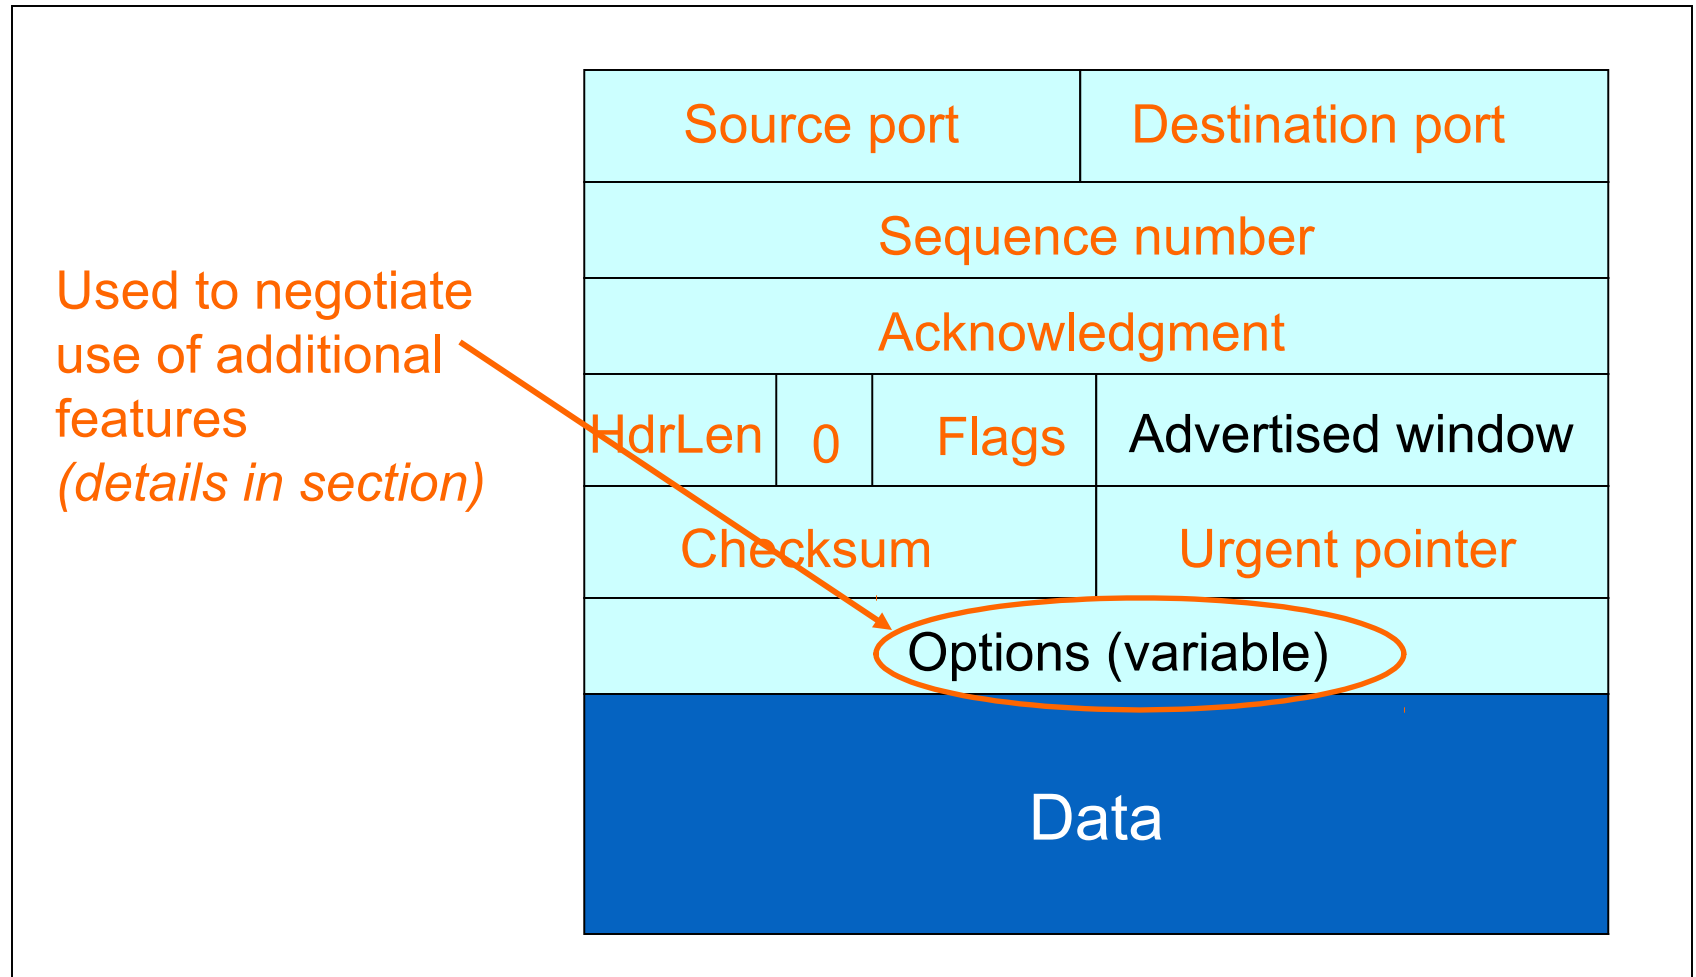 Source port Destination port
Sequence number
Used to negotiate
use of additional
features
(details in section)
Acknowledgment
HdrLen 0 Flags Advertised window
Checksum Urgent pointer
Options (variable)
Data